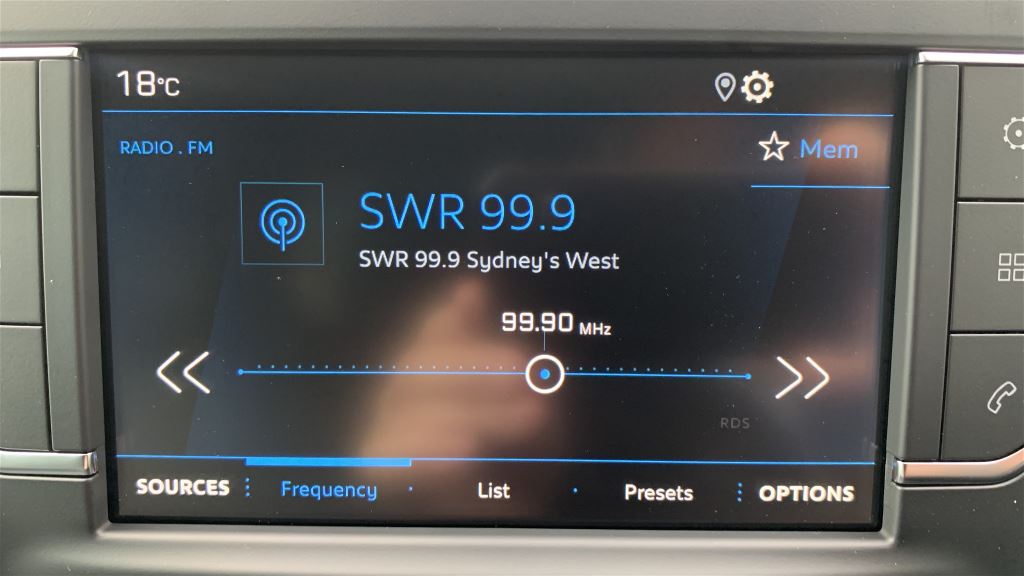 18°C
RADIO . FM
Mem
SWR 99.9
SWR 99.9 Sydney's West
99.90 MHz
RDS
SOURCES Frequency List Presets OPTIONS